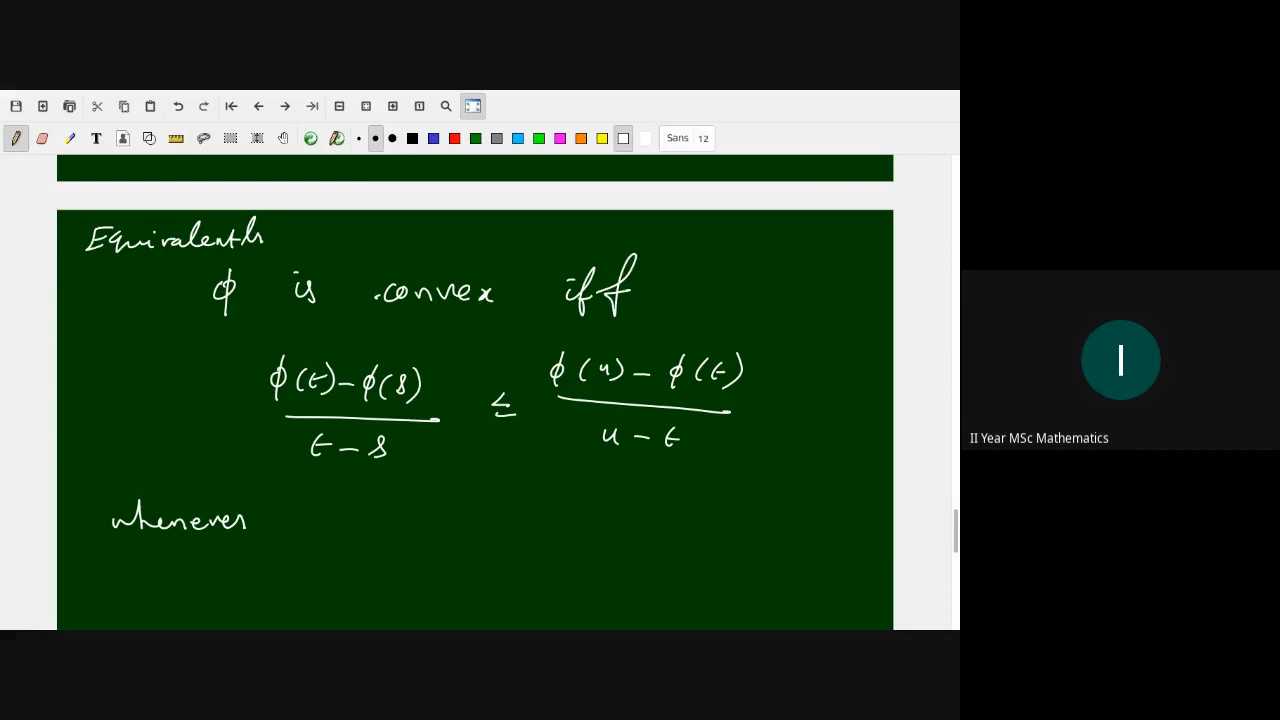 Sans 12
Equivalently
ϕ is convex iff
ϕ(t)-ϕ(s) / t-s ≤ ϕ(u)-ϕ(t) / u-t
whenever
II Year MSc Mathematics
I